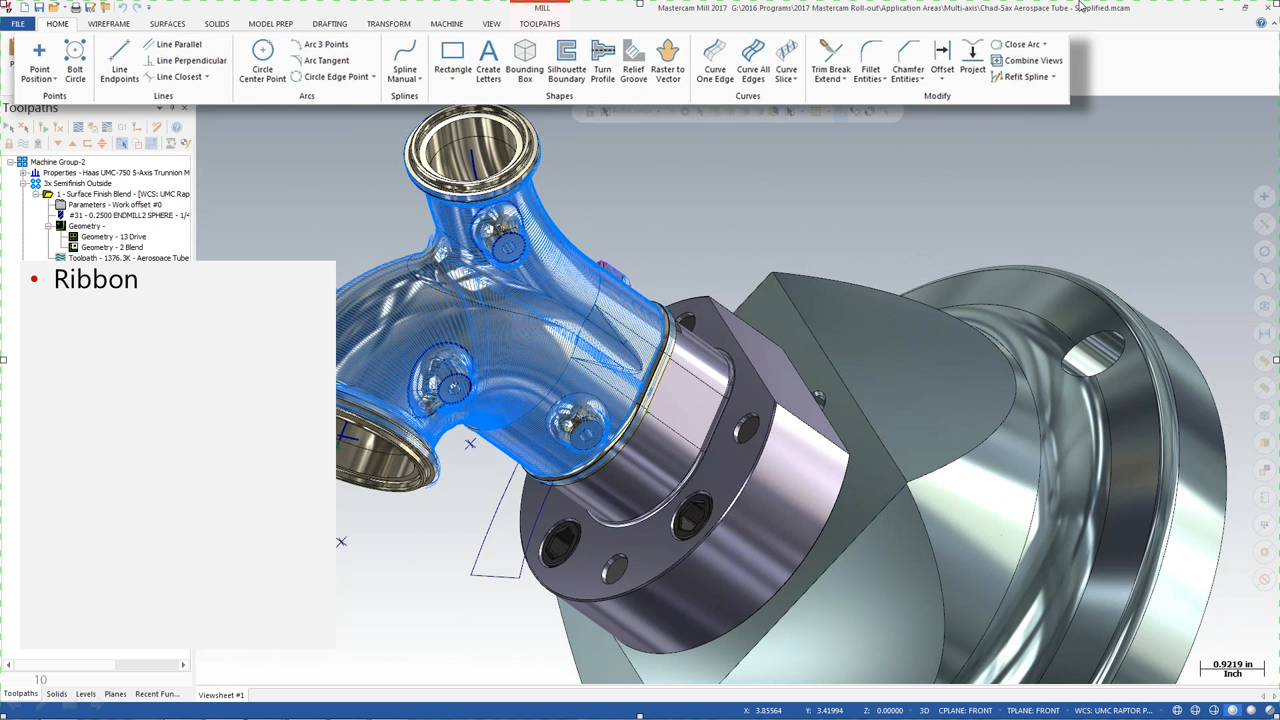 Mastercam Mill 2017 G:\2016 Programs\2017 Mastercam Roll-out\Application Areas\Multi-axis\Chad-Sax Aerospace Tube - Simplified.mcam
MILL
FILE HOME WIREFRAME SURFACES SOLIDS MODEL PREP DRAFTING TRANSFORM MACHINE VIEW TOOLPATHS
Point Position
Bolt Circle
Points
Line Endpoints
Line Parallel
Line Perpendicular
Line Closest
Lines
Circle Center Point
Arc 3 Points
Arc Tangent
Circle Edge Point
Arcs
Spline Manual
Splines
Rectangle
Create Letters
Bounding Box
Silhouette Boundary
Turn Profile
Relief Groove
Raster to Vector
Shapes
Curve One Edge
Curve All Edges
Curve Slice
Curves
Trim Break Extend
Fillet Entities
Chamfer Entities
Offset
Project
Close Arc
Combine Views
Refit Spline
Modify
Toolpaths
G1
Machine Group-2
Properties - Haas UMC-750 5-Axis Trunnion M
3x Semifinish Outside
1 - Surface Finish Blend - [WCS: UMC RAP
Parameters - Work offset #0
#31 - 0.2500 ENDMILL2 SPHERE - 1/4
Geometry -
Geometry - 13 Drive
Geometry - 2 Blend
Toolpath - 1376.3K - Aerospace Tube
• Ribbon
10
Toolpaths Solids Levels Planes Recent Fun...
Viewsheet #1
0.9219 in
Inch
X: 3.85564 Y: 3.41994 Z: 0.00000 3D CPLANE: FRONT TPLANE: FRONT WCS: UMC RAPTOR P...